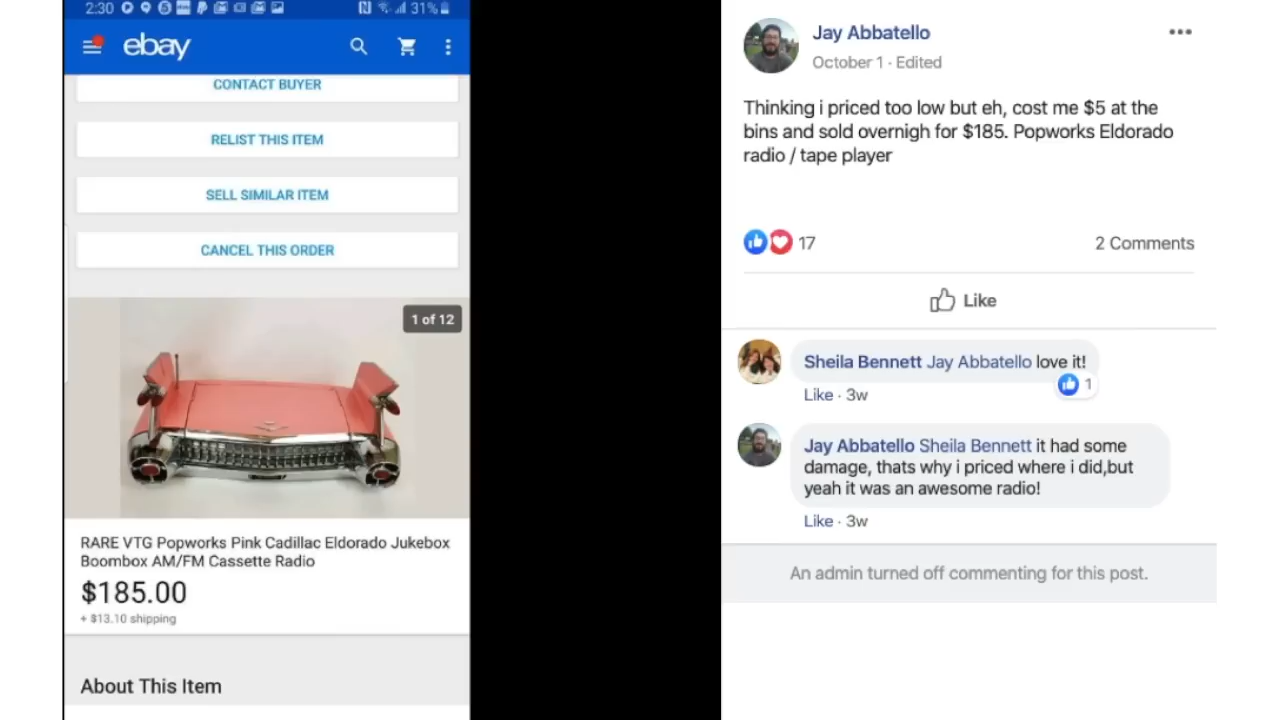 2:30
31%
ebay
CONTACT BUYER
RELIST THIS ITEM
SELL SIMILAR ITEM
CANCEL THIS ORDER
1 of 12
RARE VTG Popworks Pink Cadillac Eldorado Jukebox
Boombox AM/FM Cassette Radio
$185.00
+ $13.10 shipping
About This Item
Jay Abbatello
October 1 · Edited
Thinking i priced too low but eh, cost me $5 at the
bins and sold overnigh for $185. Popworks Eldorado
radio / tape player
17
2 Comments
Like
Sheila Bennett Jay Abbatello love it!
1
Like · 3w
Jay Abbatello Sheila Bennett it had some
damage, thats why i priced where i did,but
yeah it was an awesome radio!
Like · 3w
An admin turned off commenting for this post.